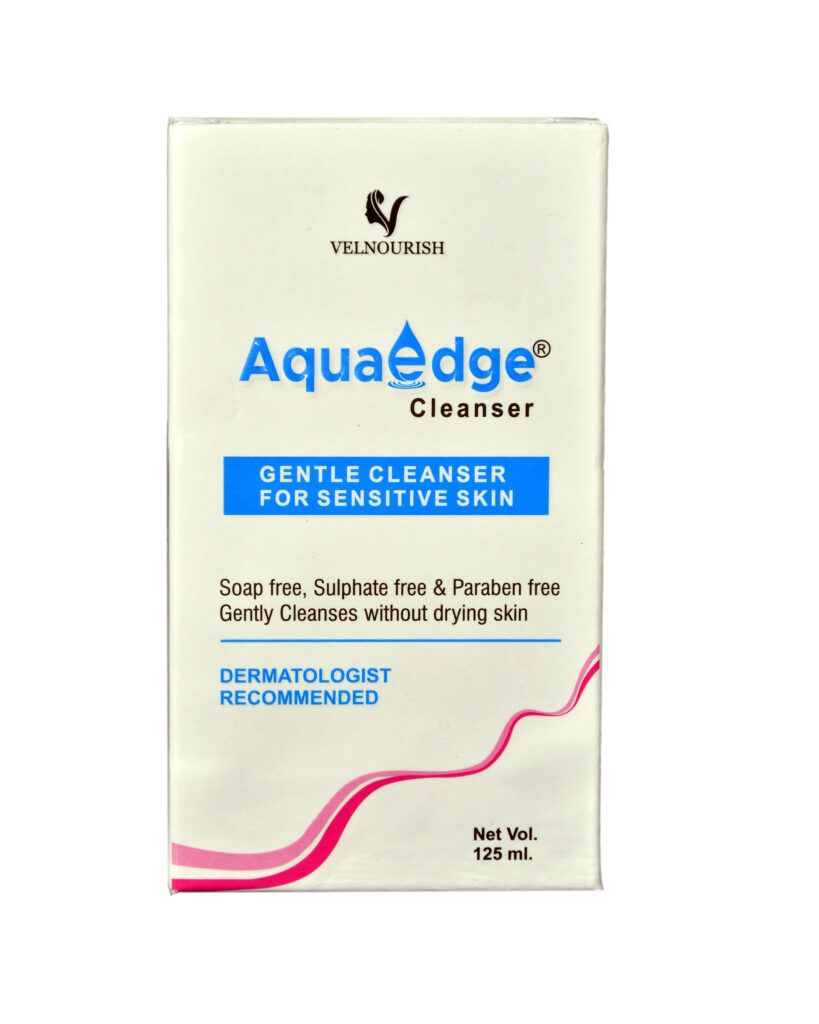 VELNOURISH
Aquaedge®
Cleanser
GENTLE CLEANSER
FOR SENSITIVE SKIN
Soap free, Sulphate free & Paraben free
Gently Cleanses without drying skin
DERMATOLOGIST
RECOMMENDED
Net Vol.
125 ml.